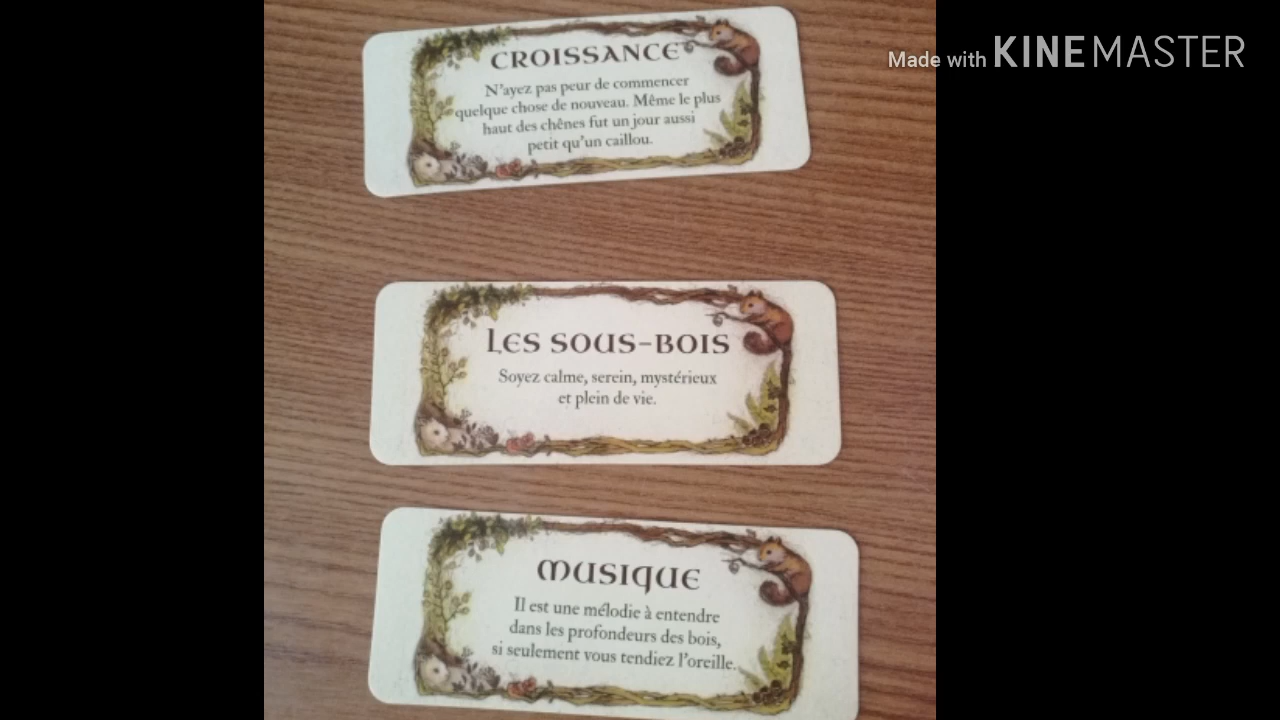 Made with KINEMASTER
CROISSANCE
N'ayez pas peur de commencer
quelque chose de nouveau. Même le plus
haut des chênes fut un jour aussi
petit qu'un caillou.
Les sous-bois
Soyez calme, serein, mystérieux
et plein de vie.
musique
Il est une mélodie à entendre
dans les profondeurs des bois,
si seulement vous tendiez l'oreille.